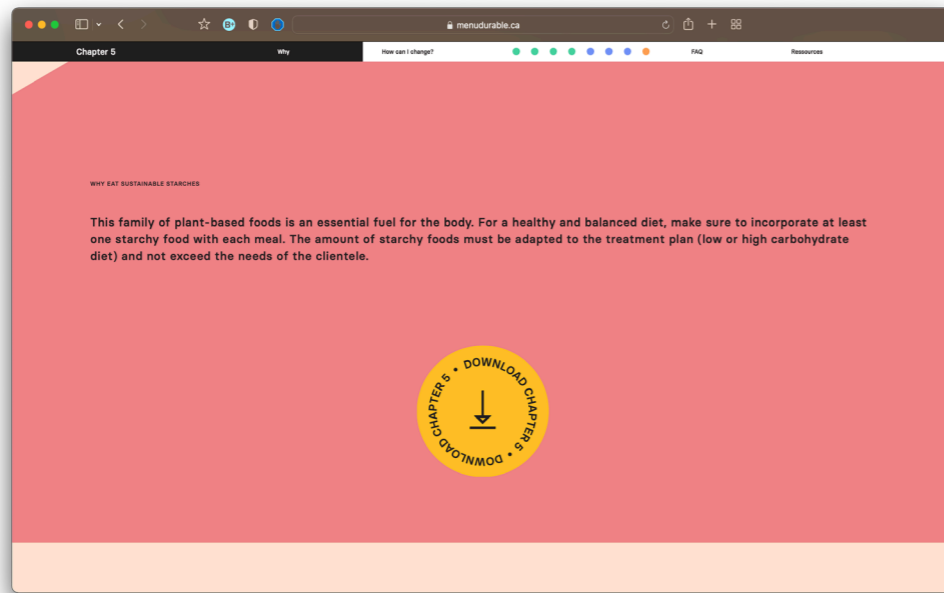 menudurable.ca
Chapter 5
Why
How can I change?
FAQ
Ressources
WHY EAT SUSTAINABLE STARCHES
This family of plant-based foods is an essential fuel for the body. For a healthy and balanced diet, make sure to incorporate at least
one starchy food with each meal. The amount of starchy foods must be adapted to the treatment plan (low or high carbohydrate
diet) and not exceed the needs of the clientele.
DOWNLOAD CHAPTER 5 • DOWNLOAD CHAPTER 5 •